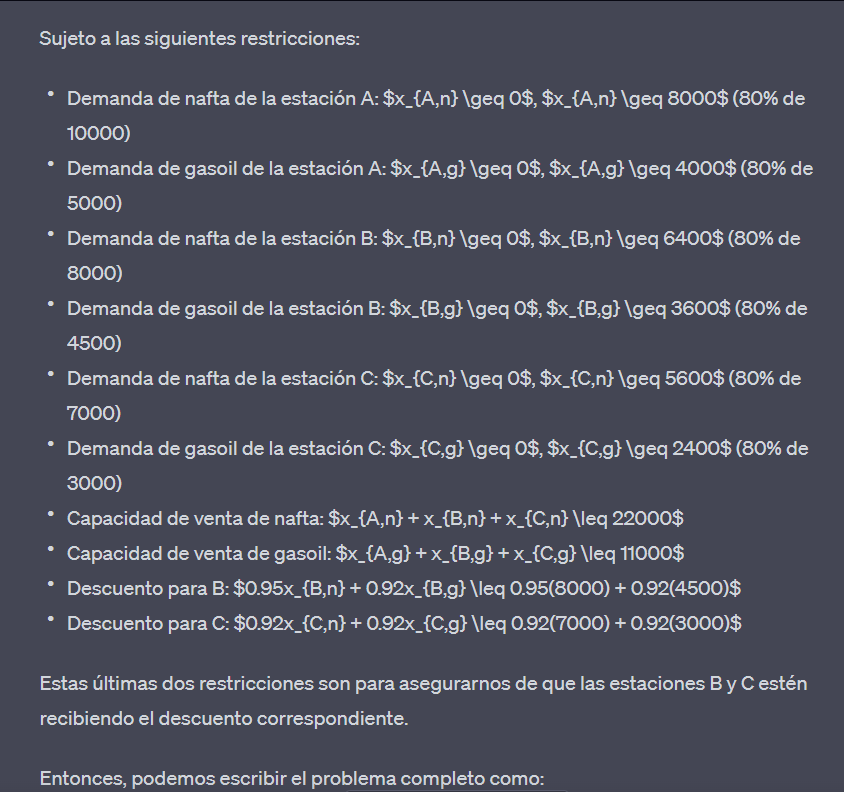 Sujeto a las siguientes restricciones:
• Demanda de nafta de la estación A: $x_{A,n} \geq 0$, $x_{A,n} \geq 8000$ (80% de
10000)
• Demanda de gasoil de la estación A: $x_{A,g} \geq 0$, $x_{A,g} \geq 4000$ (80% de
5000)
• Demanda de nafta de la estación B: $x_{B,n} \geq 0$, $x_{B,n} \geq 6400$ (80% de
8000)
• Demanda de gasoil de la estación B: $x_{B,g} \geq 0$, $x_{B,g} \geq 3600$ (80% de
4500)
• Demanda de nafta de la estación C: $x_{C,n} \geq 0$, $x_{C,n} \geq 5600$ (80% de
7000)
• Demanda de gasoil de la estación C: $x_{C,g} \geq 0$, $x_{C,g} \geq 2400$ (80% de
3000)
• Capacidad de venta de nafta: $x_{A,n} + x_{B,n} + x_{C,n} \leq 22000$
• Capacidad de venta de gasoil: $x_{A,g} + x_{B,g} + x_{C,g} \leq 11000$
• Descuento para B: $0.95x_{B,n} + 0.92x_{B,g} \leq 0.95(8000) + 0.92(4500)$
• Descuento para C: $0.92x_{C,n} + 0.92x_{C,g} \leq 0.92(7000) + 0.92(3000)$
Estas últimas dos restricciones son para asegurarnos de que las estaciones B y C estén
recibiendo el descuento correspondiente.
Entonces, podemos escribir el problema completo como: